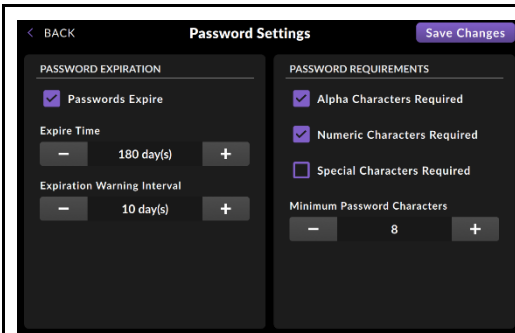 < BACK
Password Settings
Save Changes
PASSWORD EXPIRATION
Passwords Expire
Expire Time
− 180 day(s) +
Expiration Warning Interval
− 10 day(s) +
PASSWORD REQUIREMENTS
Alpha Characters Required
Numeric Characters Required
Special Characters Required
Minimum Password Characters
− 8 +